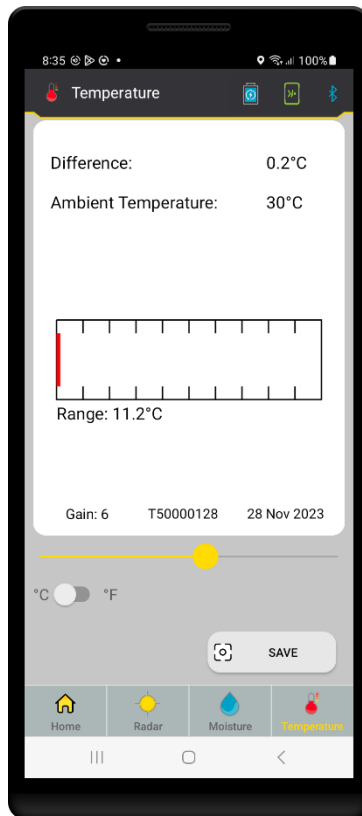 8:35 100%
Temperature
Difference: 0.2°C
Ambient Temperature: 30°C
Range: 11.2°C
Gain: 6 T50000128 28 Nov 2023
°C °F
SAVE
Home Radar Moisture Temperature